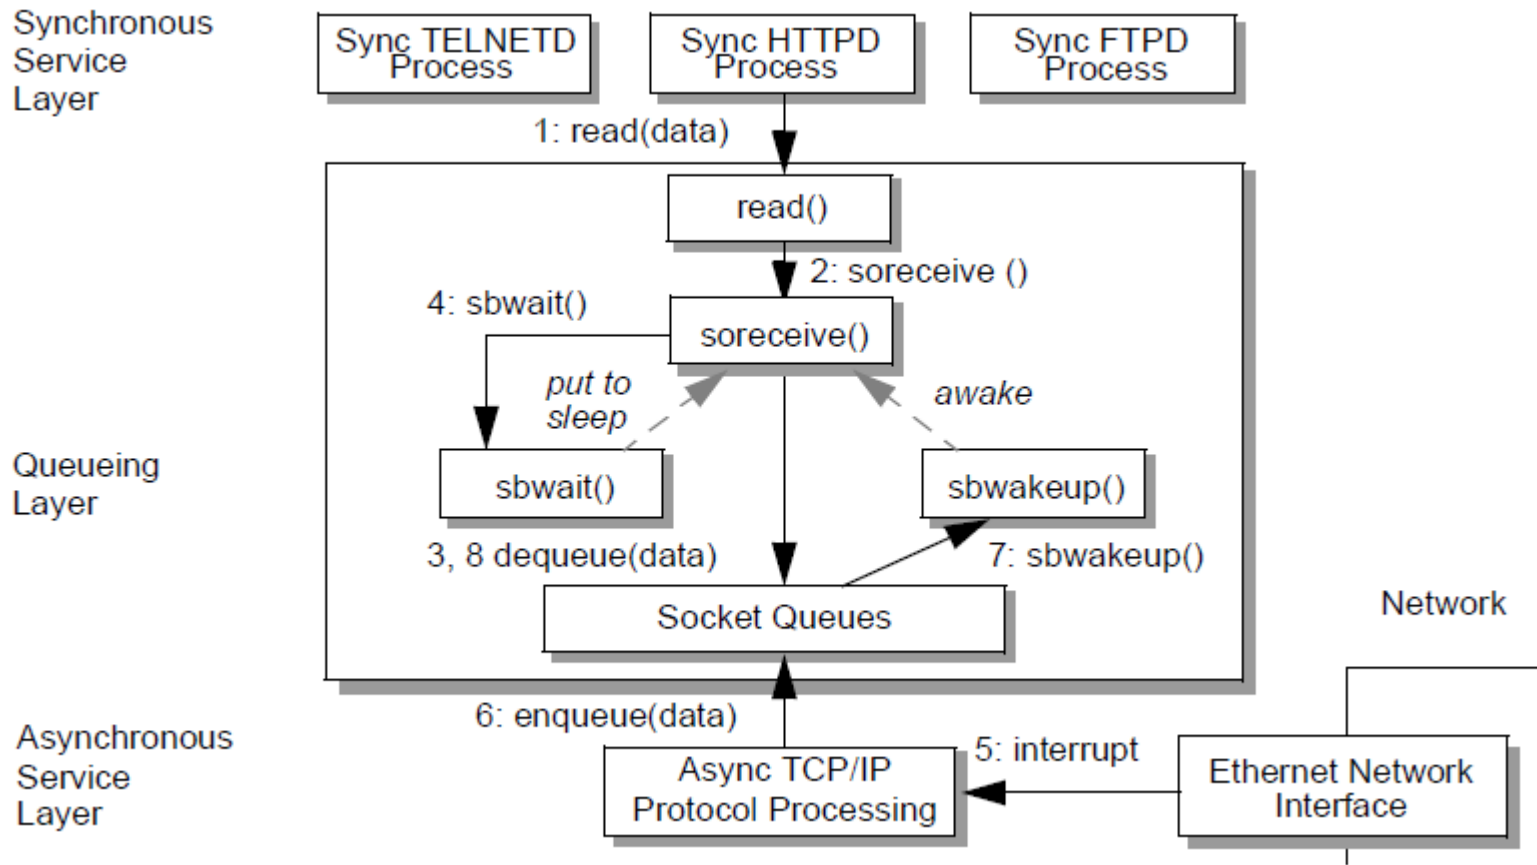 Synchronous
Service
Layer
Sync TELNETD
Process
Sync HTTPD
Process
Sync FTPD
Process
1: read(data)
read()
2: soreceive ()
4: sbwait()
soreceive()
put to
sleep
awake
Queueing
Layer
sbwait()
sbwakeup()
3, 8 dequeue(data)
7: sbwakeup()
Socket Queues
Network
6: enqueue(data)
Asynchronous
Service
Layer
Async TCP/IP
Protocol Processing
5: interrupt
Ethernet Network
Interface